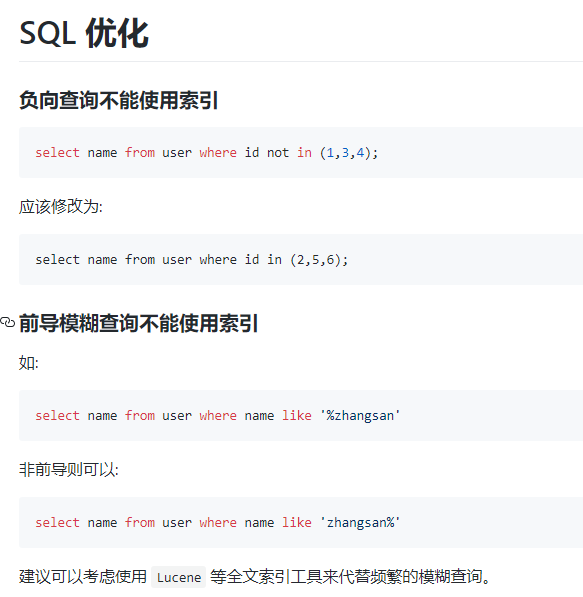 SQL 优化
负向查询不能使用索引
select name from user where id not in (1,3,4);
应该修改为:
select name from user where id in (2,5,6);
前导模糊查询不能使用索引
如:
select name from user where name like '%zhangsan'
非前导则可以:
select name from user where name like 'zhangsan%'
建议可以考虑使用 Lucene 等全文索引工具来代替频繁的模糊查询。